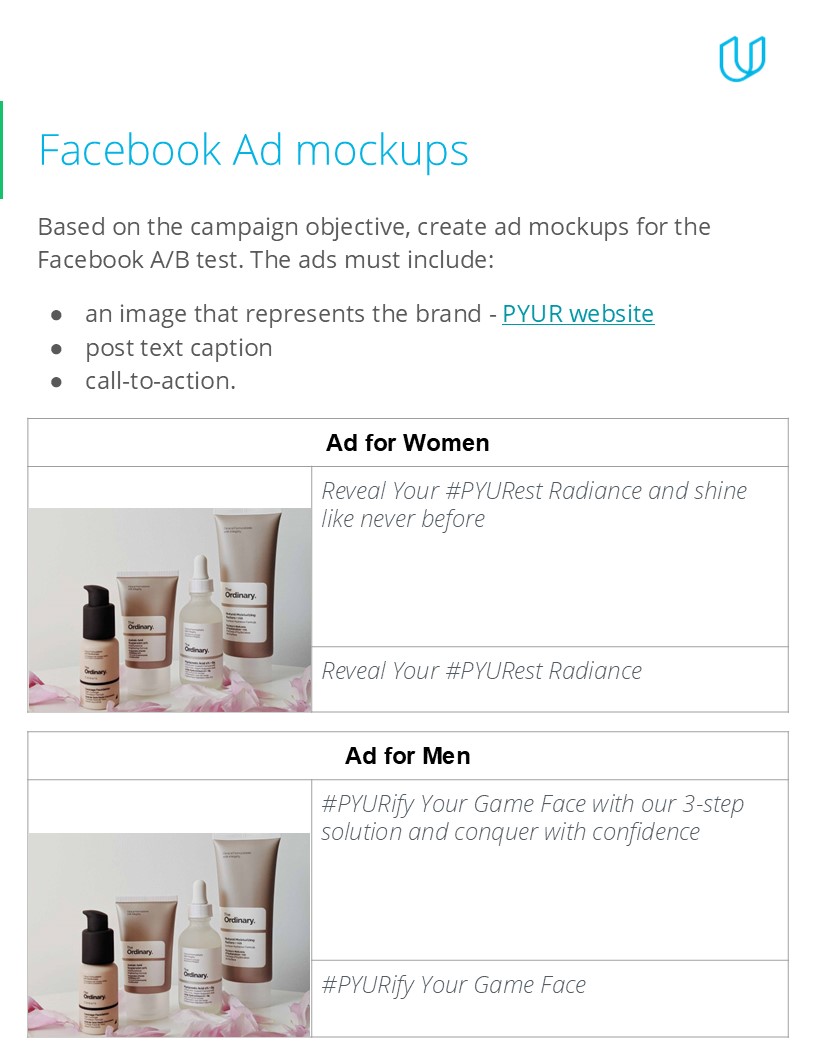 Facebook Ad mockups
Based on the campaign objective, create ad mockups for the
Facebook A/B test. The ads must include:
● an image that represents the brand - PYUR website
● post text caption
● call-to-action.
Ad for Women
Reveal Your #PYURest Radiance and shine
like never before
The
Ordinary.
The
Ordinary.
The
Ordinary.
The
Ordinary.
Reveal Your #PYURest Radiance
Ad for Men
#PYURify Your Game Face with our 3-step
solution and conquer with confidence
The
Ordinary.
The
Ordinary.
The
Ordinary.
The
Ordinary.
#PYURify Your Game Face